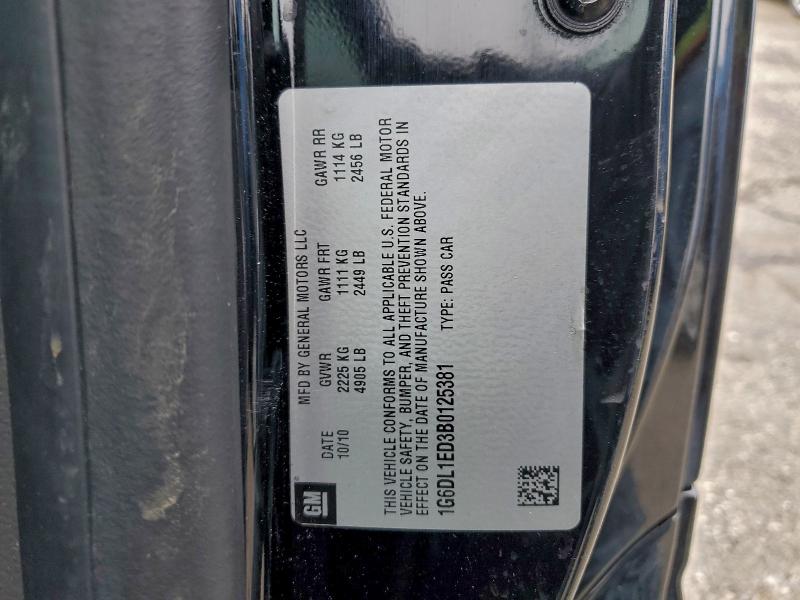 GM
MFD BY GENERAL MOTORS LLC
DATE GVWR GAWR FRT GAWR RR
10/10 2225 KG 1111 KG 1114 KG
4905 LB 2449 LB 2456 LB
THIS VEHICLE CONFORMS TO ALL APPLICABLE U.S. FEDERAL MOTOR
VEHICLE SAFETY, BUMPER, AND THEFT PREVENTION STANDARDS IN
EFFECT ON THE DATE OF MANUFACTURE SHOWN ABOVE.
1G6DL1ED3B0125381 TYPE: PASS CAR